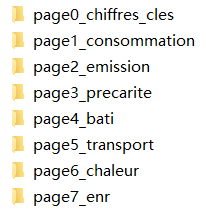 page0_chiffres_cles
page1_consommation
page2_emission
page3_precarite
page4_bati
page5_transport
page6_chaleur
page7_enr